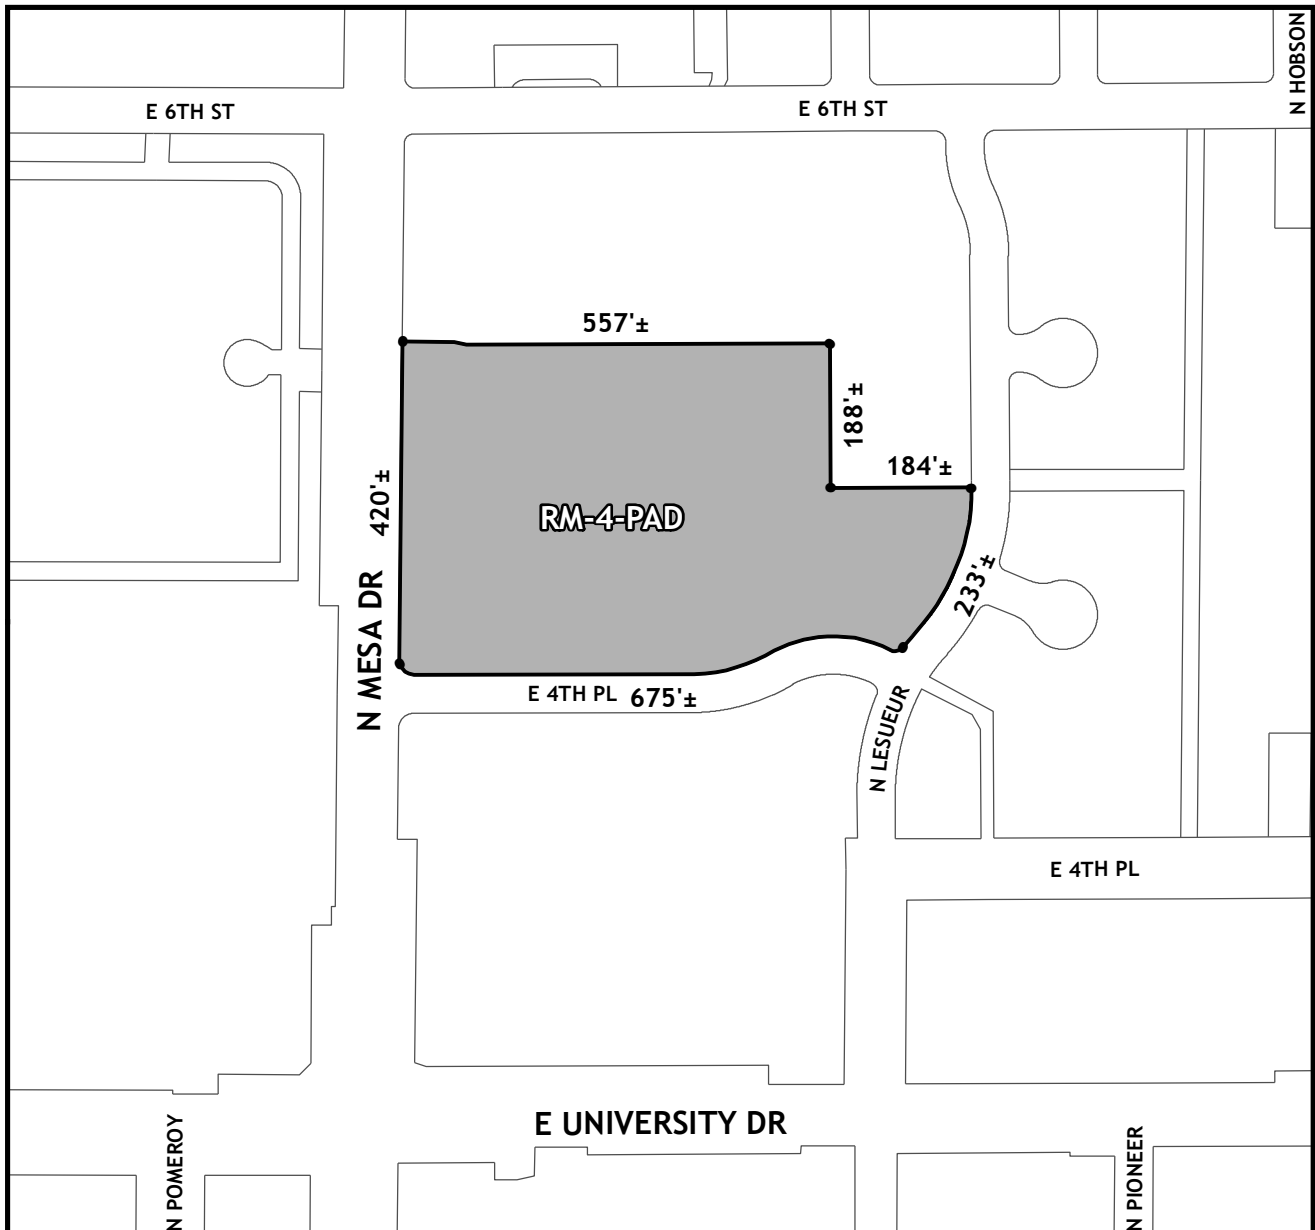 N HOBSON
E 6TH ST
E 6TH ST
557'±
188'±
184'±
420'±
RM-4-PAD
233'±
N MESA DR
E 4TH PL
675'±
N LESUEUR
E 4TH PL
E UNIVERSITY DR
N POMEROY
N PIONEER